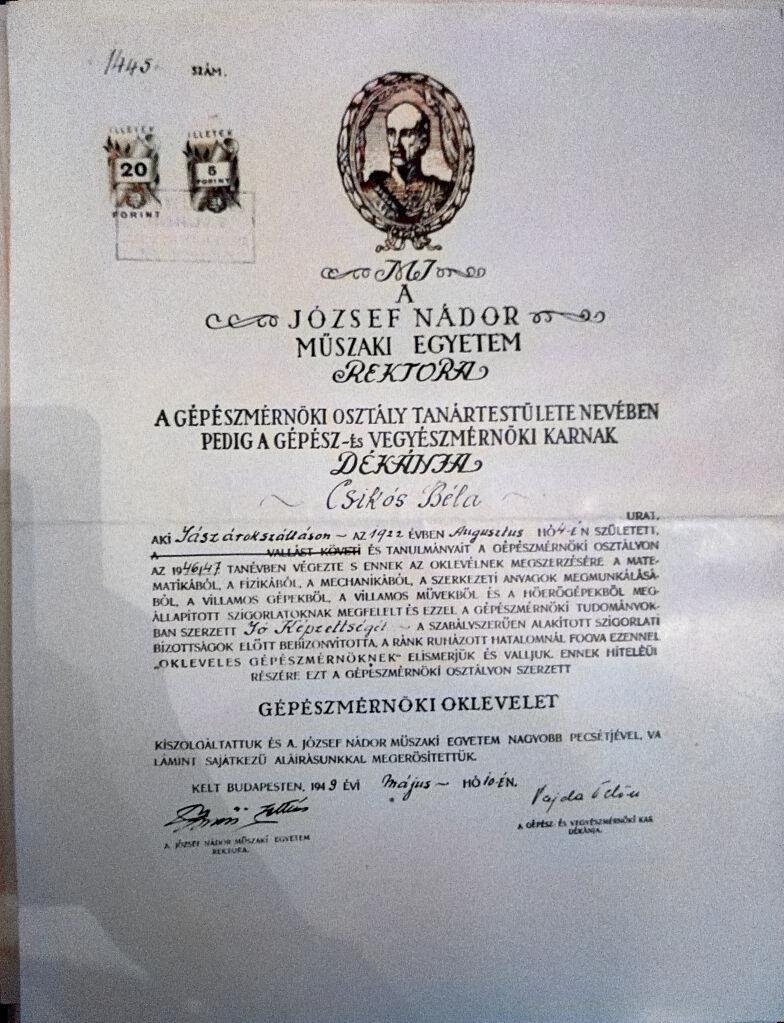 1445. SZÁM.
ILLETÉK ILLETÉK
20 5
FORINT FORINT
MI
A
JÓZSEF NÁDOR
MŰSZAKI EGYETEM
REKTORA
A GÉPÉSZMÉRNÖKI OSZTÁLY TANÁRTESTÜLETE NEVÉBEN
PEDIG A GÉPÉSZ- és VEGYÉSZMÉRNÖKI KARNAK
DÉKÁNJA
Csikós Béla
URAT,
AKI Jászárokszálláson AZ 1922 ÉVBEN Augusztus HÓ 4-ÉN SZÜLETETT,
A VALLÁST KÖVETI ÉS TANULMÁNYAIT A GÉPÉSZMÉRNÖKI OSZTÁLYON
AZ 1946/47 TANÉVBEN VÉGEZTE S ENNEK AZ OKLEVÉLNEK MEGSZERZÉSÉRE A MATE-
MATIKÁBÓL, A FIZIKÁBÓL, A MECHANIKÁBÓL, A SZERKEZETI ANYAGOK MEGMUNKÁLÁSÁ-
BÓL, A VILLAMOS GÉPEKBŐL, A VILLAMOS MŰVEKBŐL ÉS A HŐERŐGÉPEKBŐL MEG-
ÁLLAPÍTOTT SZIGORLATOKNAK MEGFELELT ÉS EZZEL A GÉPÉSZMÉRNÖKI TUDOMÁNYOK-
BAN SZERZETT Jó Képzettségét A SZABÁLYSZERŰEN ALAKÍTOTT SZIGORLATI
BIZOTTSÁGOK ELŐTT BEBIZONYÍTOTTA, A RÁNK RUHÁZOTT HATALOMNÁL FOGVA EZENNEL
„OKLEVELES GÉPÉSZMÉRNÖKNEK" ELISMERJÜK ÉS VALLJUK. ENNEK HITELÉÜL
RÉSZÉRE EZT A GÉPÉSZMÉRNÖKI OSZTÁLYON SZERZETT
GÉPÉSZMÉRNÖKI OKLEVELET
KISZOLGÁLTATTUK ÉS A JÓZSEF NÁDOR MŰSZAKI EGYETEM NAGYOBB PECSÉTJÉVEL, VA
LAMINT SAJÁTKEZŰ ALÁÍRÁSUNKKAL MEGERŐSÍTETTÜK.
KELT BUDAPESTEN, 1949 ÉVI Május HÓ 10-ÉN.
Vajda Ödön
A JÓZSEF NÁDOR MŰSZAKI EGYETEM
REKTORA.
A GÉPÉSZ- ÉS VEGYÉSZMÉRNÖKI KAR
DÉKÁNJA.